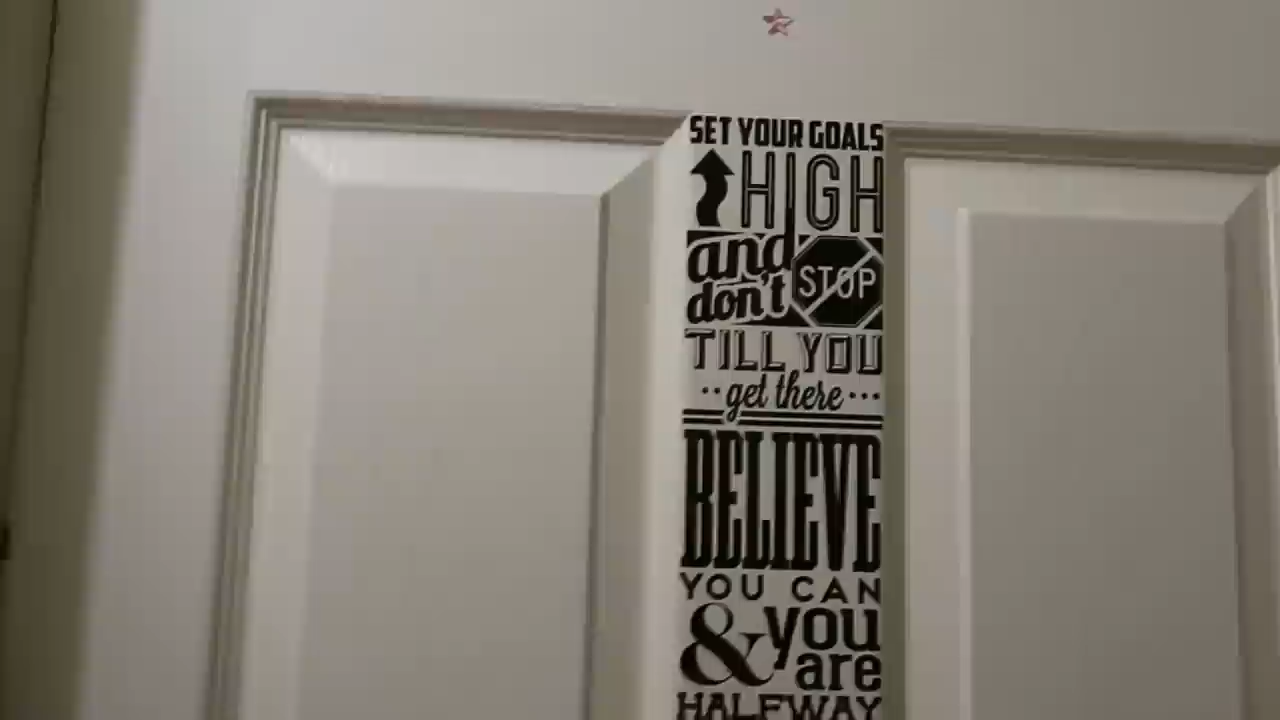 SET YOUR GOALS
HIGH
and
don't STOP
TILL YOU
··get there···
BELIEVE
YOU CAN
& you
are
HALFWAY